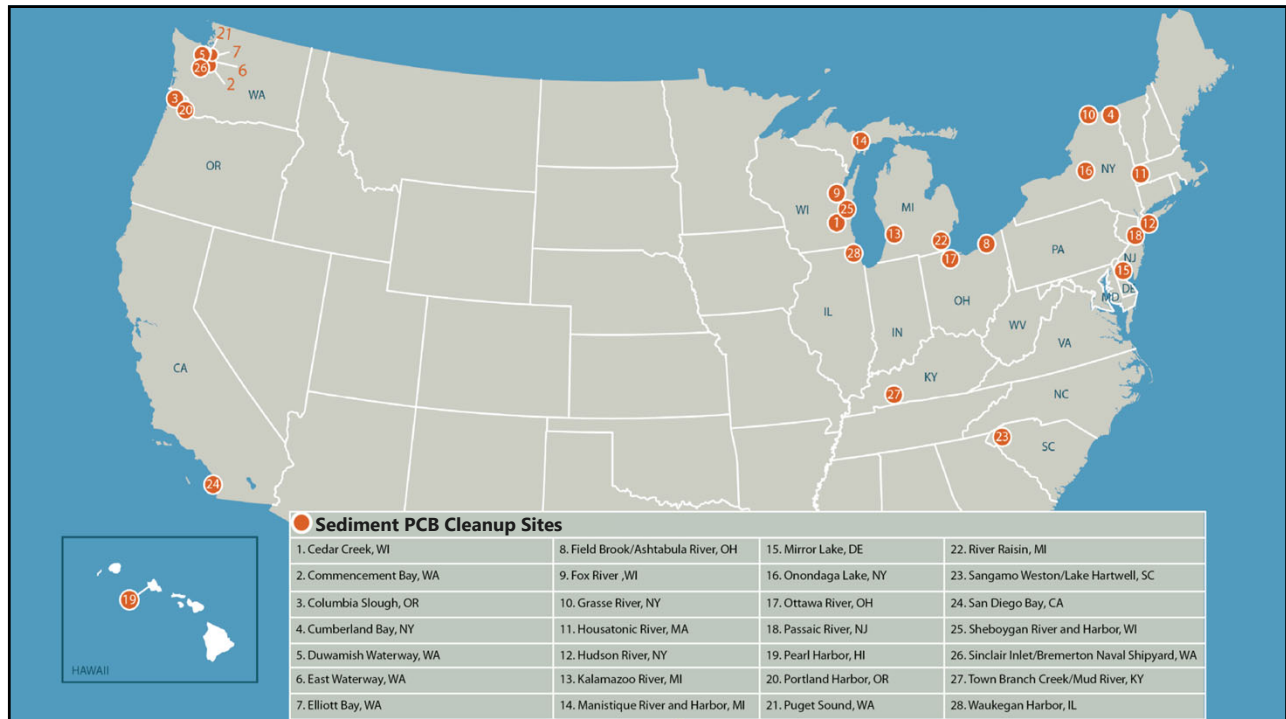 21
5
7
26
6
2
WA
3
20
OR
CA
24
14
9
WI
25
1
MI
13
22
28
17
8
IL
IN
OH
KY
27
WV
VA
NC
23
SC
10
4
16
NY
11
12
18
PA
NJ
15
MD
DE
19
HAWAII
Sediment PCB Cleanup Sites
1. Cedar Creek, WI
2. Commencement Bay, WA
3. Columbia Slough, OR
4. Cumberland Bay, NY
5. Duwamish Waterway, WA
6. East Waterway, WA
7. Elliott Bay, WA
8. Field Brook/Ashtabula River, OH
9. Fox River ,WI
10. Grasse River, NY
11. Housatonic River, MA
12. Hudson River, NY
13. Kalamazoo River, MI
14. Manistique River and Harbor, MI
15. Mirror Lake, DE
16. Onondaga Lake, NY
17. Ottawa River, OH
18. Passaic River, NJ
19. Pearl Harbor, HI
20. Portland Harbor, OR
21. Puget Sound, WA
22. River Raisin, MI
23. Sangamo Weston/Lake Hartwell, SC
24. San Diego Bay, CA
25. Sheboygan River and Harbor, WI
26. Sinclair Inlet/Bremerton Naval Shipyard, WA
27. Town Branch Creek/Mud River, KY
28. Waukegan Harbor, IL